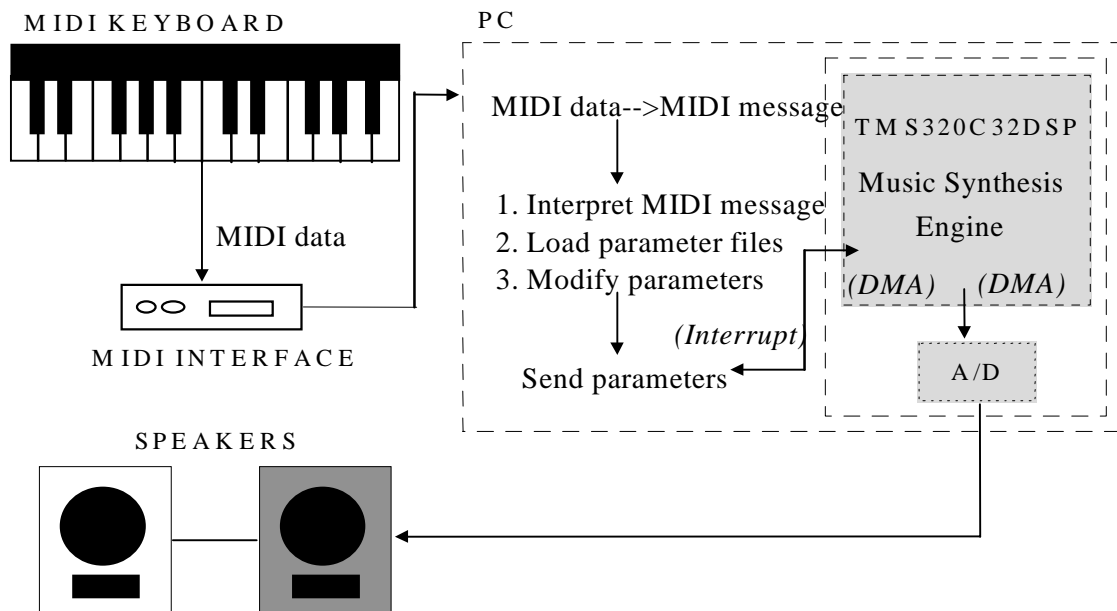 MIDI KEYBOARD
PC
MIDI data-->MIDI message
TMS320C32DSP
Music Synthesis
Engine
1. Interpret MIDI message
2. Load parameter files
3. Modify parameters
MIDI data
(DMA) (DMA)
(Interrupt)
MIDI INTERFACE
Send parameters
A/D
SPEAKERS